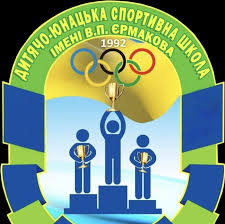 ДИТЯЧО-ЮНАЦЬКА СПОРТИВНА ШКОЛА
ІМЕНІ В.П. ЄРМАКОВА
1992